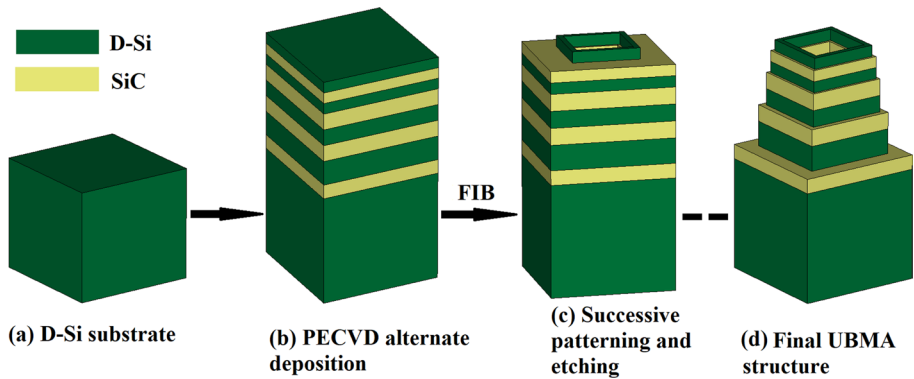 D-Si
SiC
FIB
(a) D-Si substrate
(b) PECVD alternate
deposition
(c) Successive
patterning and
etching
(d) Final UBMA
structure